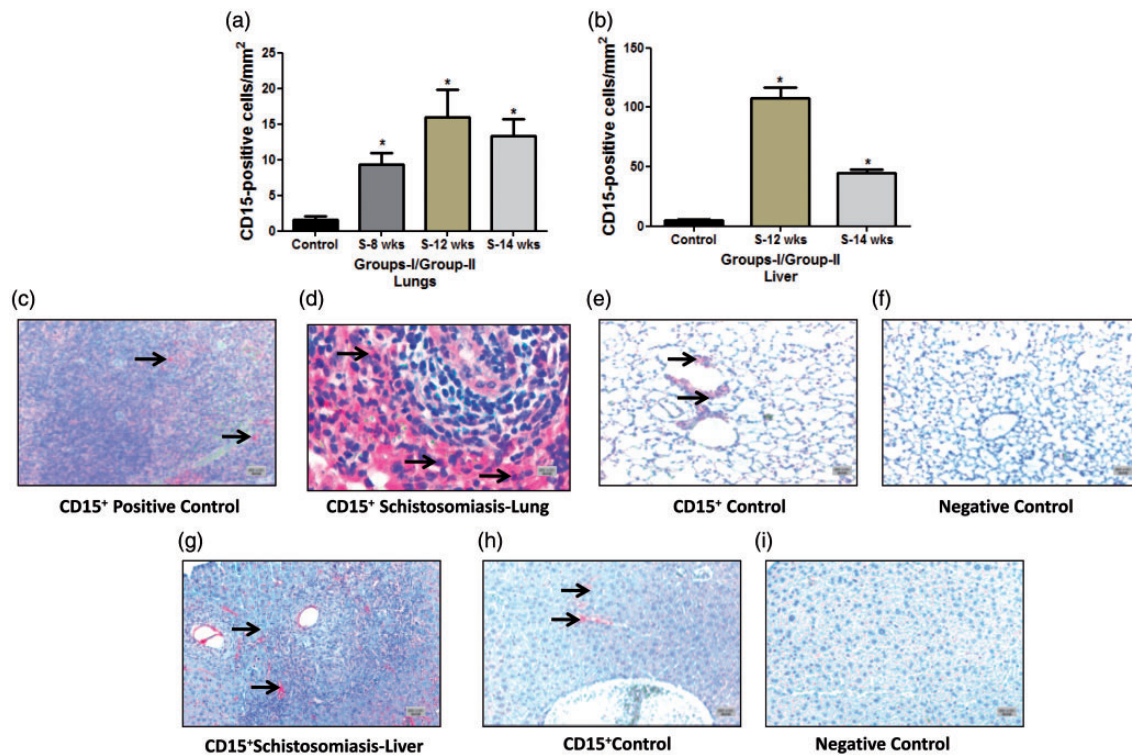 (a)
CD15-positive cells/mm²
25
20
15
10
5
0
*
*
*
Control
S-8 wks
S-12 wks
S-14 wks
Groups-I/Group-II
Lungs
(b)
CD15-positive cells/mm²
150
100
50
0
*
*
Control
S-12 wks
S-14 wks
Groups-I/Group-II
Liver
(c)
CD15⁺ Positive Control
(d)
CD15⁺ Schistosomiasis-Lung
(e)
CD15⁺ Control
(f)
Negative Control
(g)
CD15⁺Schistosomiasis-Liver
(h)
CD15⁺Control
(i)
Negative Control